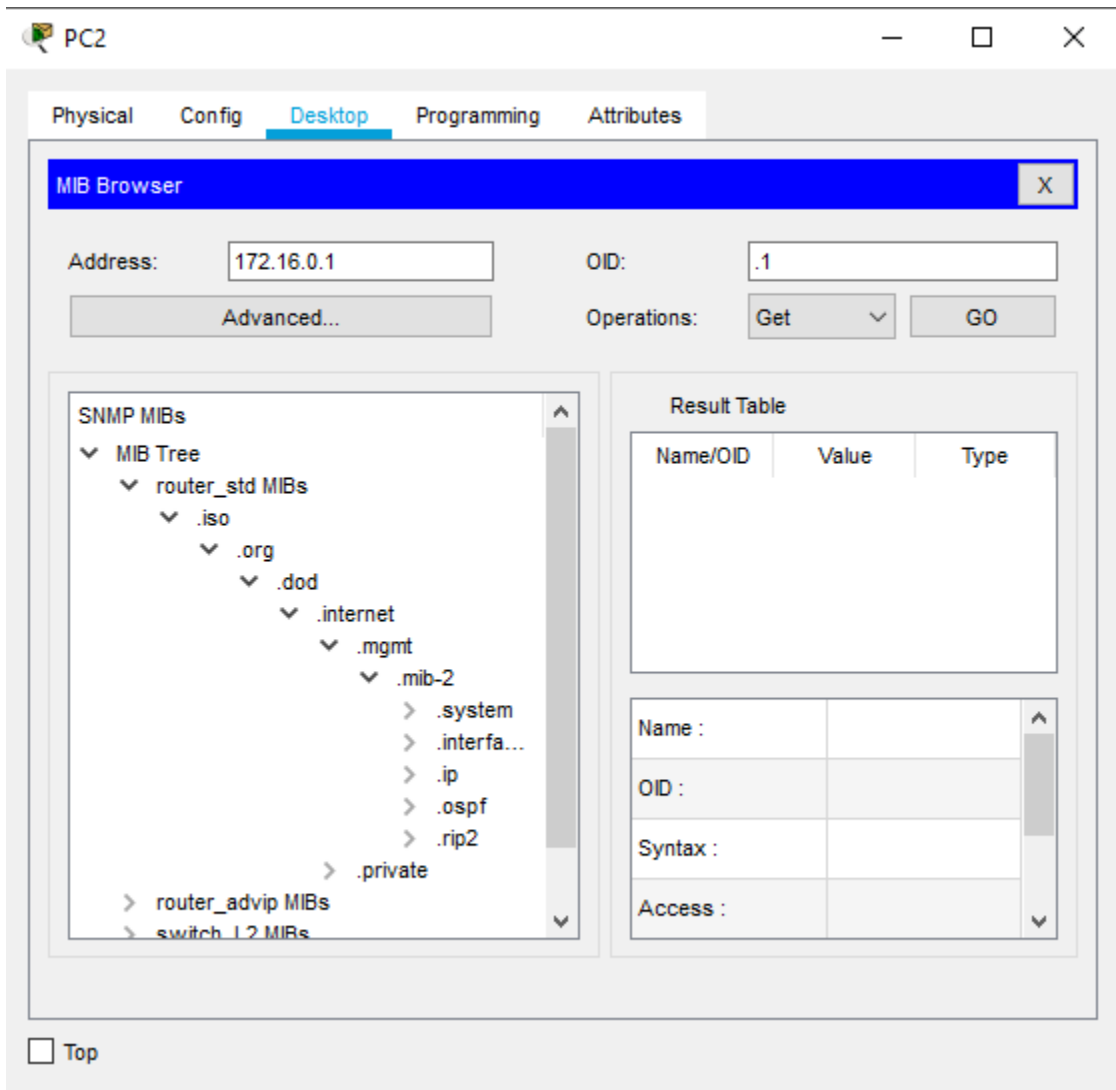 PC2
Physical Config Desktop Programming Attributes
MIB Browser X
Address: 172.16.0.1 OID: .1
Advanced... Operations: Get GO
SNMP MIBs
MIB Tree
router_std MIBs
.iso
.org
.dod
.internet
.mgmt
.mib-2
.system
.interfa...
.ip
.ospf
.rip2
.private
router_advip MIBs
switch_L2 MIBs
Result Table
Name/OID Value Type
Name :
OID :
Syntax :
Access :
Top